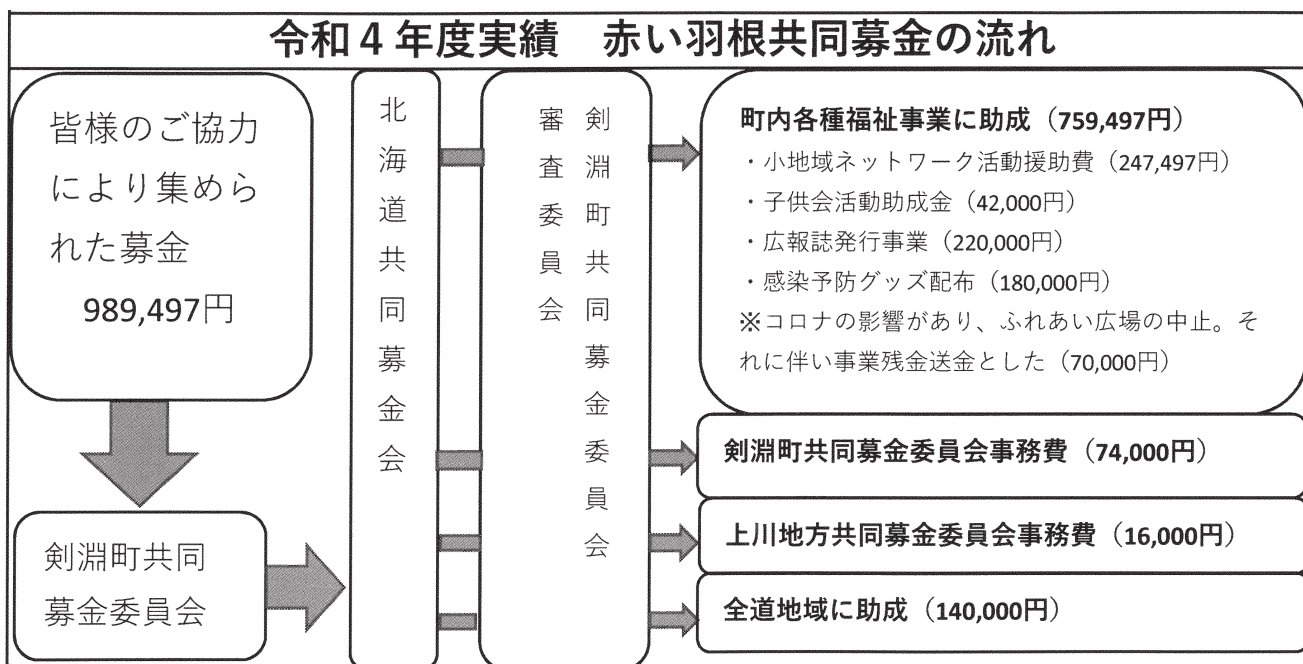 令和４年度実績　赤い羽根共同募金の流れ
皆様のご協力
により集めら
れた募金
989,497円
剣淵町共同
募金委員会
北海道共同募金会
剣淵町共同募金委員会
審査委員会
町内各種福祉事業に助成（759,497円）
・小地域ネットワーク活動援助費（247,497円）
・子供会活動助成金（42,000円）
・広報誌発行事業（220,000円）
・感染予防グッズ配布（180,000円）
※コロナの影響があり、ふれあい広場の中止。そ
れに伴い事業残金送金とした（70,000円）
剣淵町共同募金委員会事務費（74,000円）
上川地方共同募金委員会事務費（16,000円）
全道地域に助成（140,000円）